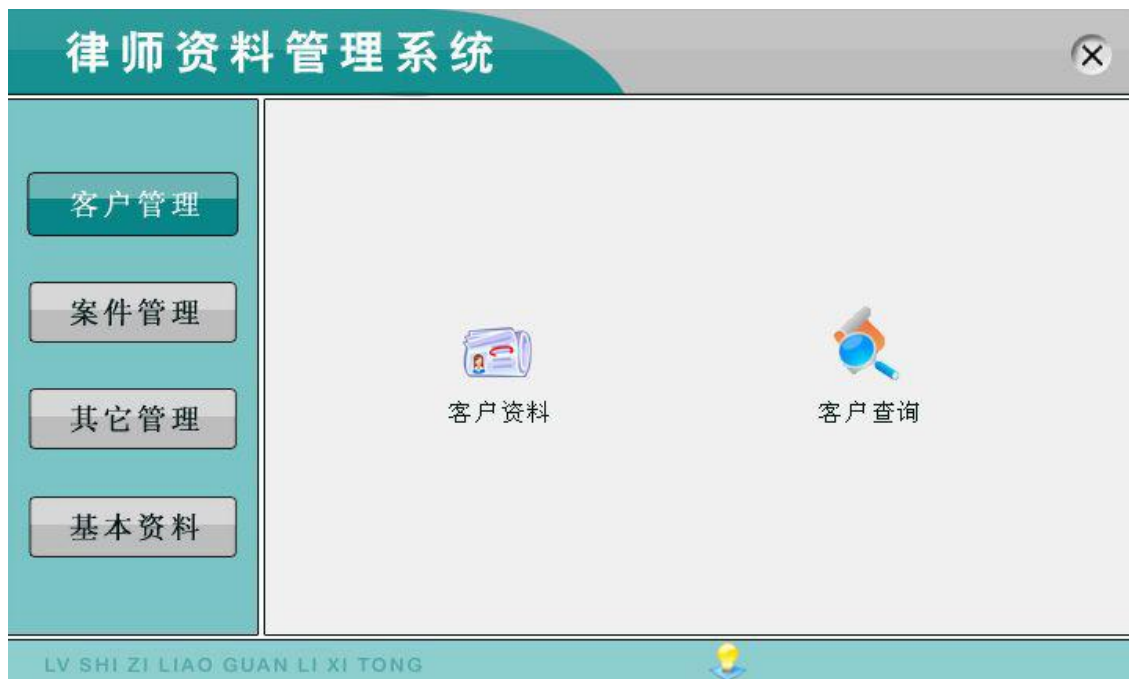 律师资料管理系统
客户管理
案件管理
其它管理
基本资料
客户资料
客户查询
LV SHI ZI LIAO GUAN LI XI TONG